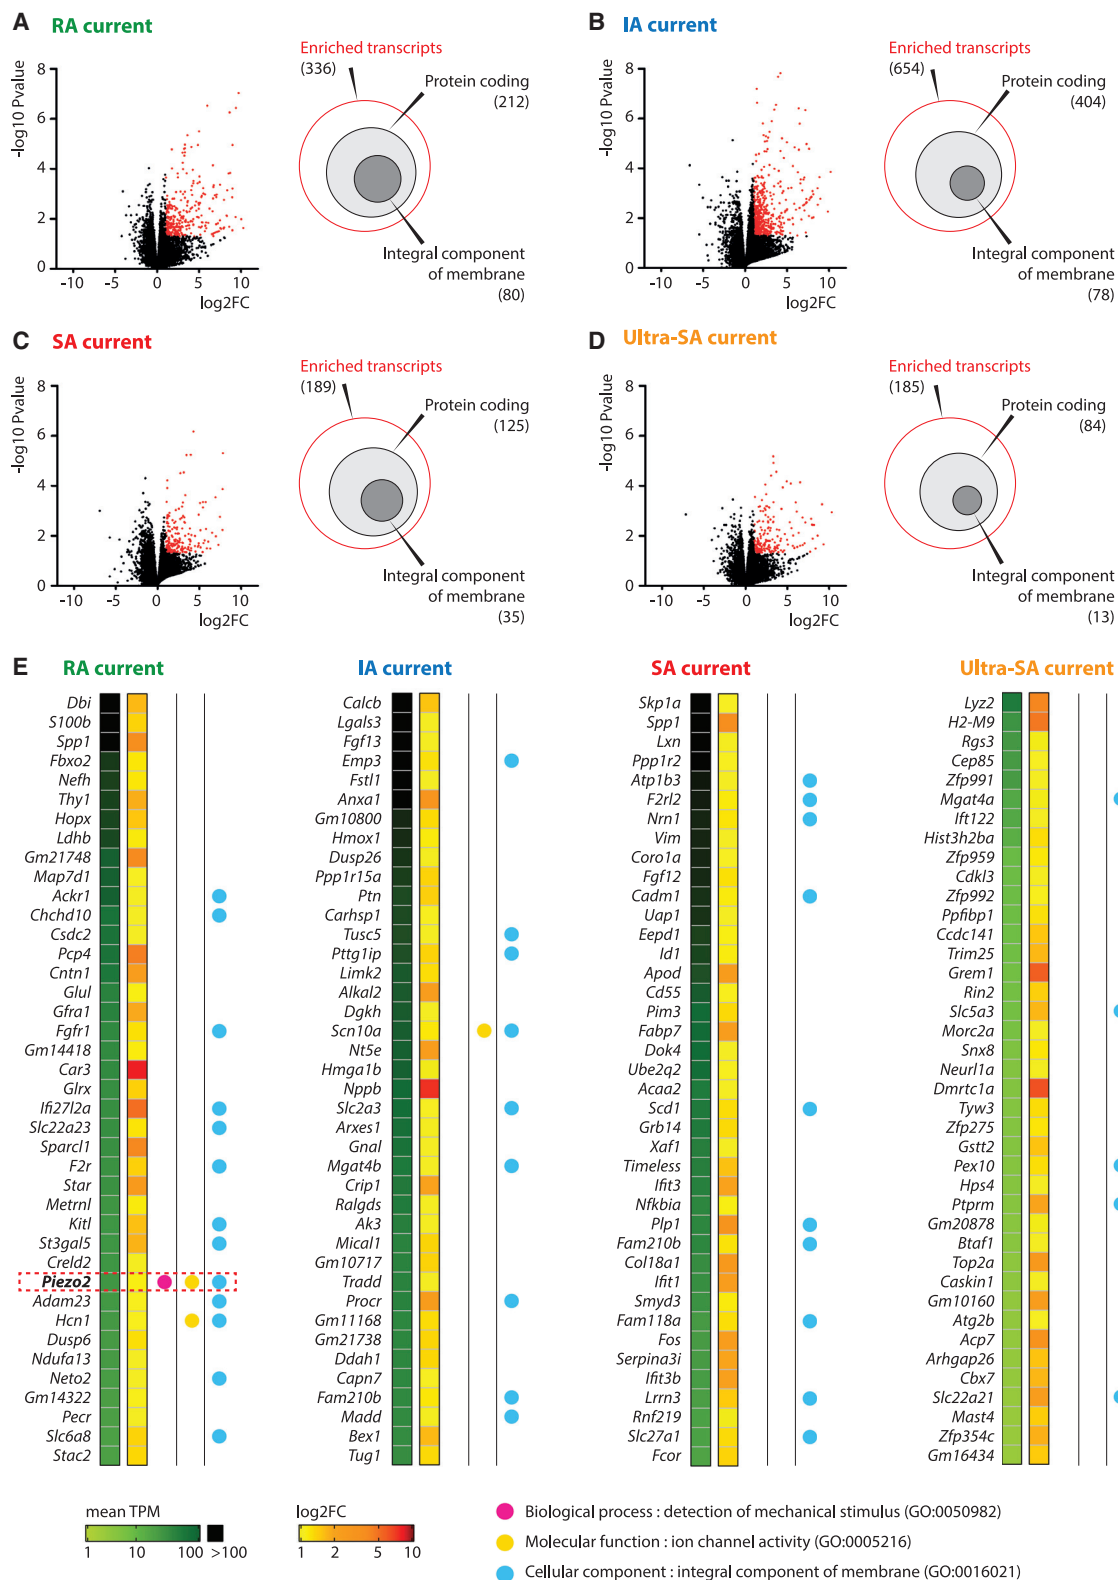 A RA current
-log10 Pvalue
8
6
4
2
0
-10 -5 0 5 10
log2FC
Enriched transcripts
(336)
Protein coding
(212)
Integral component
of membrane
(80)
B IA current
-log10 Pvalue
8
6
4
2
0
-10 -5 0 5 10
log2FC
Enriched transcripts
(654)
Protein coding
(404)
Integral component
of membrane
(78)
C SA current
-log10 Pvalue
8
6
4
2
0
-10 -5 0 5 10
log2FC
Enriched transcripts
(189)
Protein coding
(125)
Integral component
of membrane
(35)
D Ultra-SA current
-log10 Pvalue
8
6
4
2
0
-10 -5 0 5 10
log2FC
Enriched transcripts
(185)
Protein coding
(84)
Integral component
of membrane
(13)
E
RA current
Dbi
S100b
Spp1
Fbxo2
Nefh
Thy1
Hopx
Ldhb
Gm21748
Map7d1
Ackr1
Chchd10
Csdc2
Pcp4
Cntn1
Glul
Gfra1
Fgfr1
Gm14418
Car3
Glrx
Ifi27l2a
Slc22a23
Sparcl1
F2r
Star
Metrnl
Kitl
St3gal5
Creld2
Piezo2
Adam23
Hcn1
Dusp6
Ndufa13
Neto2
Gm14322
Pecr
Slc6a8
Stac2
IA current
Calcb
Lgals3
Fgf13
Emp3
Fstl1
Anxa1
Gm10800
Hmox1
Dusp26
Ppp1r15a
Ptn
Carhsp1
Tusc5
Pttg1ip
Limk2
Alkal2
Dgkh
Scn10a
Nt5e
Hmga1b
Nppb
Slc2a3
Arxes1
Gnal
Mgat4b
Crip1
Ralgds
Ak3
Mical1
Gm10717
Tradd
Procr
Gm11168
Gm21738
Ddah1
Capn7
Fam210b
Madd
Bex1
Tug1
SA current
Skp1a
Spp1
Lxn
Ppp1r2
Atp1b3
F2rl2
Nrn1
Vim
Coro1a
Fgf12
Cadm1
Uap1
Eepd1
Id1
Apod
Cd55
Pim3
Fabp7
Dok4
Ube2q2
Acaa2
Scd1
Grb14
Xaf1
Timeless
Ifit3
Nfkbia
Plp1
Fam210b
Col18a1
Ifit1
Smyd3
Fam118a
Fos
Serpina3i
Ifit3b
Lrrn3
Rnf219
Slc27a1
Fcor
Ultra-SA current
Lyz2
H2-M9
Rgs3
Cep85
Zfp991
Mgat4a
Ift122
Hist3h2ba
Zfp959
Cdkl3
Zfp992
Ppfibp1
Ccdc141
Trim25
Grem1
Rin2
Slc5a3
Morc2a
Snx8
Neurl1a
Dmrtc1a
Tyw3
Zfp275
Gstt2
Pex10
Hps4
Ptprm
Gm20878
Btaf1
Top2a
Caskin1
Gm10160
Atg2b
Acp7
Arhgap26
Cbx7
Slc22a21
Mast4
Zfp354c
Gm16434
mean TPM
1 10 100 >100
log2FC
1 2 5 10
Biological process : detection of mechanical stimulus (GO:0050982)
Molecular function : ion channel activity (GO:0005216)
Cellular component : integral component of membrane (GO:0016021)